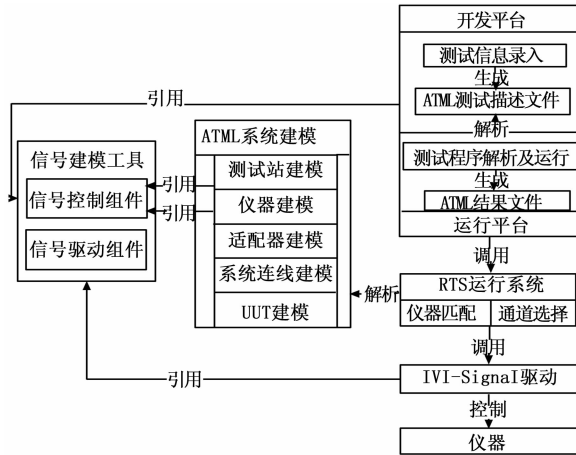 开发平台
测试信息录入
生成
ATML测试描述文件
解析
测试程序解析及运行
生成
ATML结果文件
运行平台
引用
信号建模工具
信号控制组件
信号驱动组件
引用
引用
ATML系统建模
测试站建模
仪器建模
适配器建模
系统连线建模
UUT建模
解析
调用
RTS运行系统
仪器匹配
通道选择
调用
引用
IVI-Signal驱动
控制
仪器